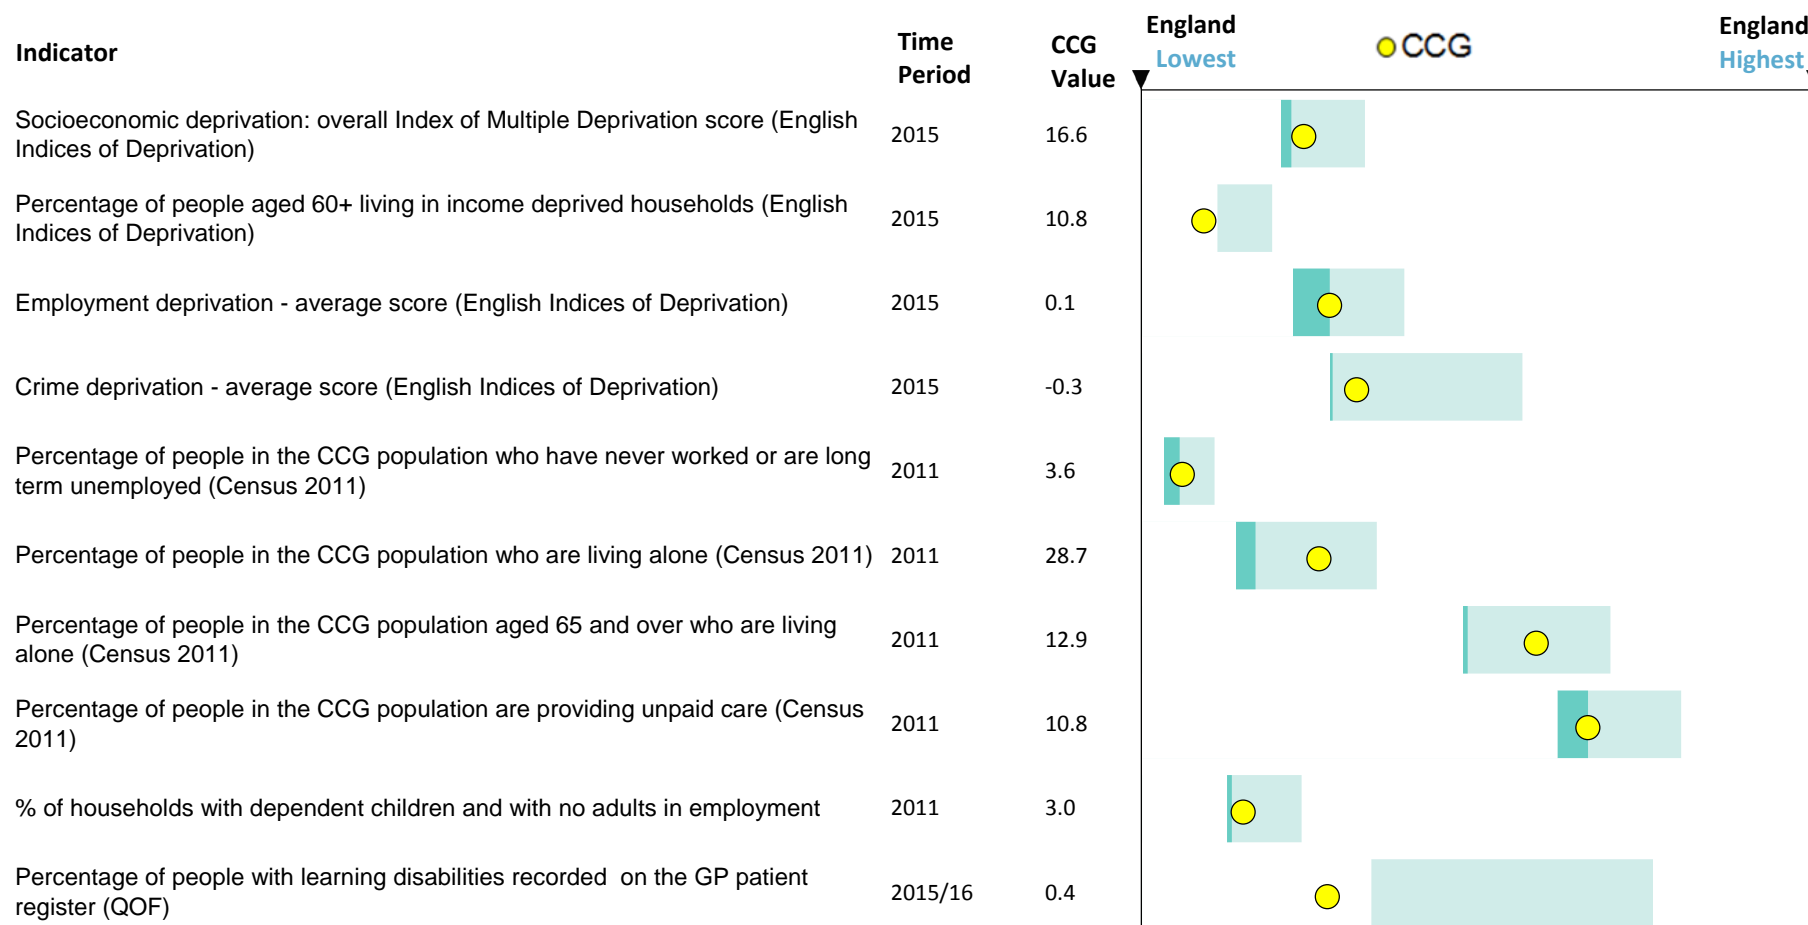 Indicator
Time Period
CCG Value
England Lowest
CCG
England Highest
Socioeconomic deprivation: overall Index of Multiple Deprivation score (English
Indices of Deprivation)
2015
16.6
Percentage of people aged 60+ living in income deprived households (English
Indices of Deprivation)
2015
10.8
Employment deprivation - average score (English Indices of Deprivation)
2015
0.1
Crime deprivation - average score (English Indices of Deprivation)
2015
-0.3
Percentage of people in the CCG population who have never worked or are long
term unemployed (Census 2011)
2011
3.6
Percentage of people in the CCG population who are living alone (Census 2011)
2011
28.7
Percentage of people in the CCG population aged 65 and over who are living
alone (Census 2011)
2011
12.9
Percentage of people in the CCG population are providing unpaid care (Census
2011)
2011
10.8
% of households with dependent children and with no adults in employment
2011
3.0
Percentage of people with learning disabilities recorded  on the GP patient
register (QOF)
2015/16
0.4